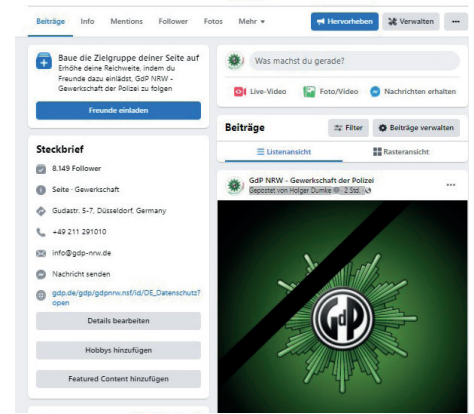 Beiträge Info Mentions Follower Fotos Mehr
Hervorheben Verwalten
Baue die Zielgruppe deiner Seite auf
Erhöhe deine Reichweite, indem du
Freunde dazu einlädst, GdP NRW -
Gewerkschaft der Polizei zu folgen
Freunde einladen
Steckbrief
8.149 Follower
Seite · Gewerkschaft
Gudastr. 5-7, Düsseldorf, Germany
+49 211 291010
info@gdp-nrw.de
Nachricht senden
gdp.de/gdp/gdpnrw.nsf/id/DE_Datenschutz?
open
Details bearbeiten
Hobbys hinzufügen
Featured Content hinzufügen
Was machst du gerade?
Live-Video Foto/Video Nachrichten erhalten
Beiträge Filter Beiträge verwalten
Listenansicht Rasteransicht
GdP NRW - Gewerkschaft der Polizei
Gepostet von Holger Dumke · 2 Std. ·
GdP